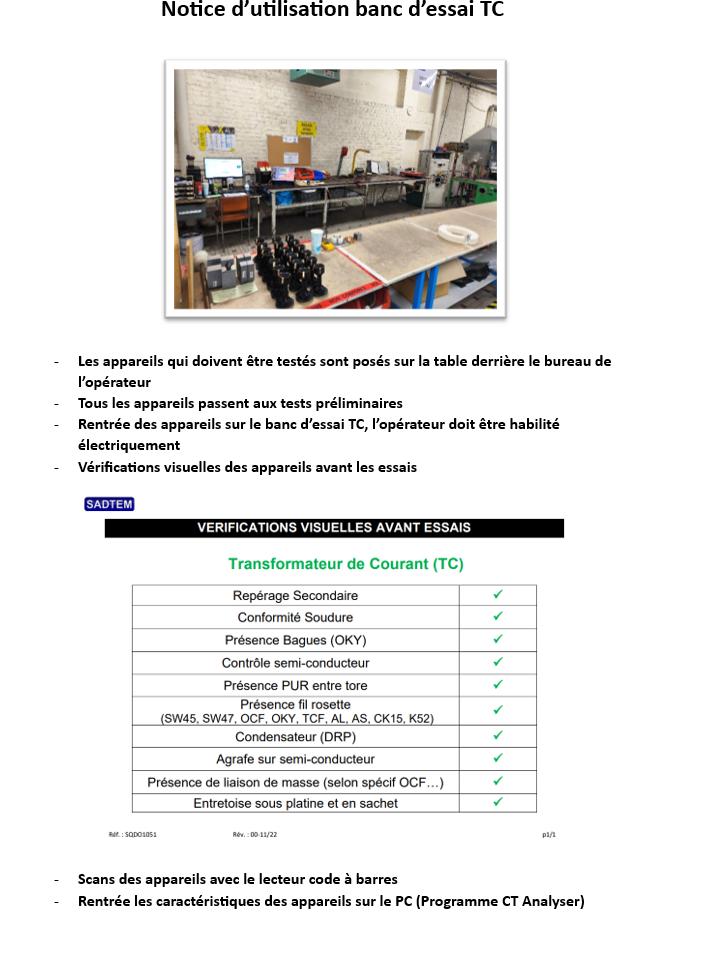 Notice d’utilisation banc d’essai TC
- Les appareils qui doivent être testés sont posés sur la table derrière le bureau de
l’opérateur
- Tous les appareils passent aux tests préliminaires
- Rentrée des appareils sur le banc d’essai TC, l’opérateur doit être habilité
électriquement
- Vérifications visuelles des appareils avant les essais
SADTEM
VERIFICATIONS VISUELLES AVANT ESSAIS
Transformateur de Courant (TC)
Repérage Secondaire ✓
Conformité Soudure ✓
Présence Bagues (OKY) ✓
Contrôle semi-conducteur ✓
Présence PUR entre tore ✓
Présence fil rosette
(SW45, SW47, OCF, OKY, TCF, AL, AS, CK15, K52) ✓
Condensateur (DRP) ✓
Agrafe sur semi-conducteur ✓
Présence de liaison de masse (selon spécif OCF…) ✓
Entretoise sous platine et en sachet ✓
Réf. : SQDO1051 Rév. : 00-11/22 p1/1
- Scans des appareils avec le lecteur code à barres
- Rentrée les caractéristiques des appareils sur le PC (Programme CT Analyser)